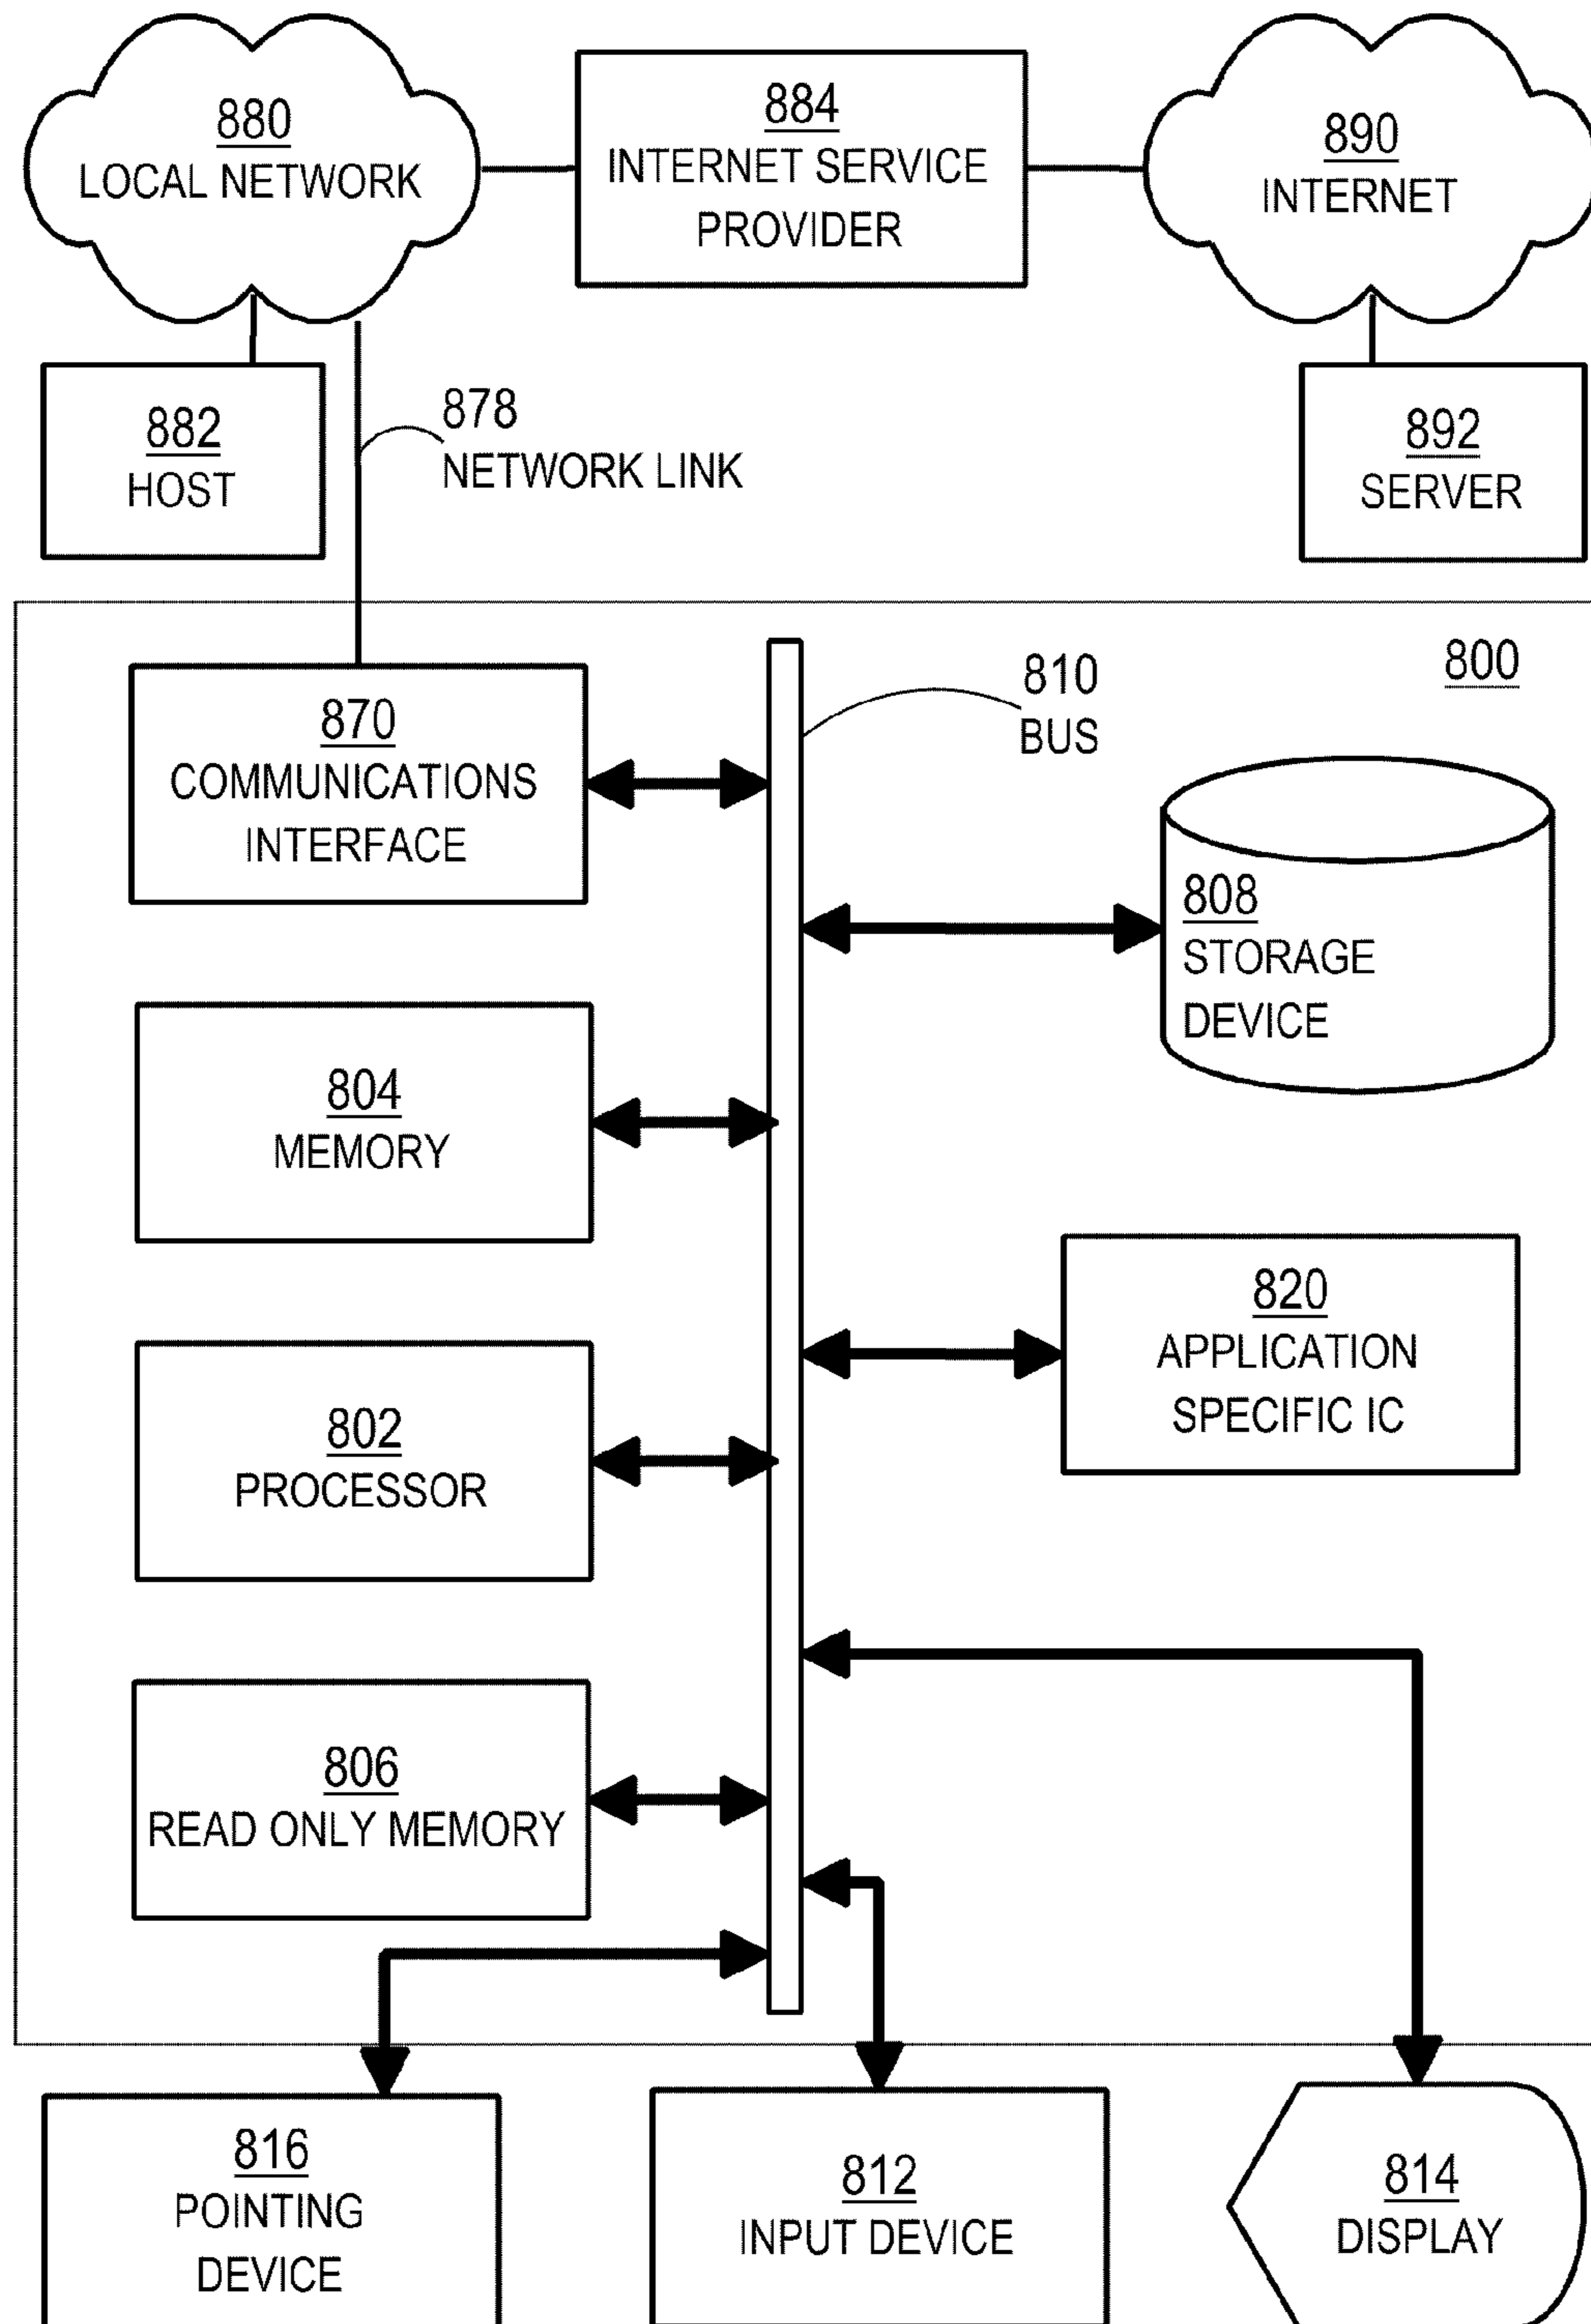 880
LOCAL NETWORK
884
INTERNET SERVICE
PROVIDER
890
INTERNET
882
HOST
878
NETWORK LINK
892
SERVER
800
870
COMMUNICATIONS
INTERFACE
810
BUS
808
STORAGE
DEVICE
804
MEMORY
820
APPLICATION
SPECIFIC IC
802
PROCESSOR
806
READ ONLY MEMORY
816
POINTING
DEVICE
812
INPUT DEVICE
814
DISPLAY